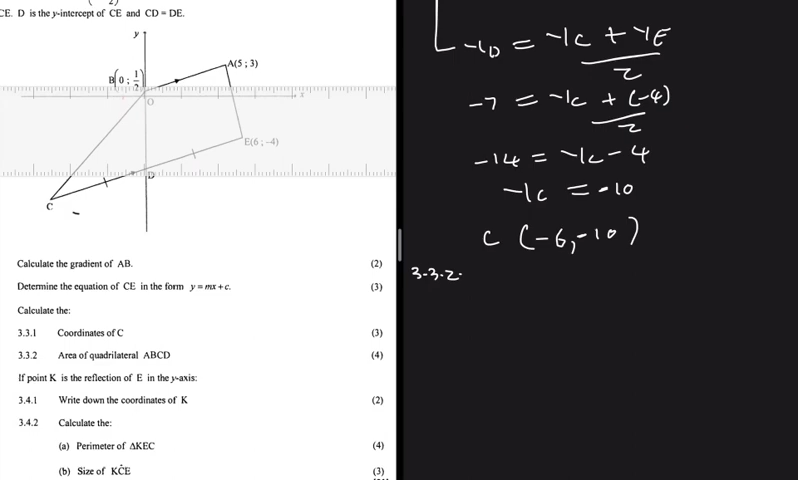 CE. D is the y-intercept of CE and CD = DE.
y
A(5 ; 3)
B(0 ; 1/2)
O
x
E(6 ; -4)
D
C
Calculate the gradient of AB. (2)
Determine the equation of CE in the form y = mx + c. (3)
Calculate the:
3.3.1 Coordinates of C (3)
3.3.2 Area of quadrilateral ABCD (4)
If point K is the reflection of E in the y-axis:
3.4.1 Write down the coordinates of K (2)
3.4.2 Calculate the:
(a) Perimeter of ΔKEC (4)
(b) Size of KĈE (3)
yD = yC + yE / 2
-7 = yC + (-4) / 2
-14 = yC - 4
yC = -10
C (-6, -10)
3.3.2.